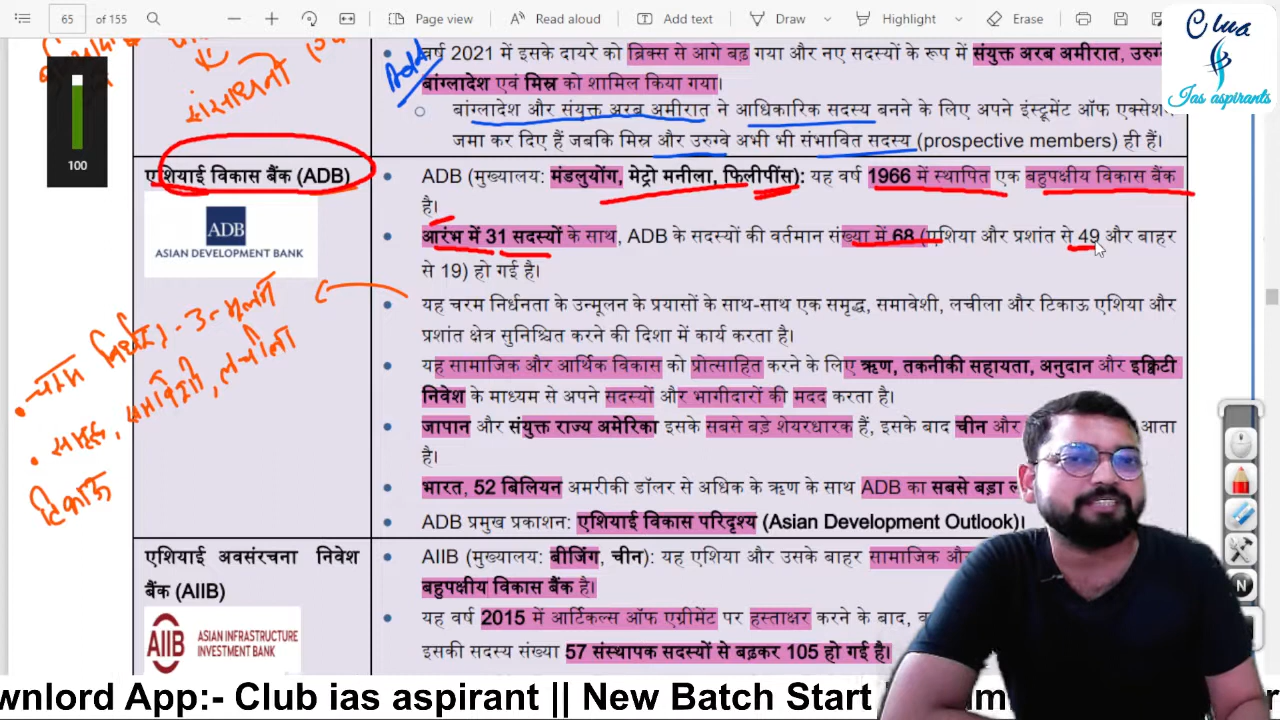 65 of 155
Page view
Read aloud
Add text
Draw
Highlight
Erase
Club
Ias aspirants
100
Add
वर्ष 2021 में इसके दायरे को ब्रिक्स से आगे बढ़ गया और नए सदस्यों के रूप में संयुक्त अरब अमीरात, उरुग्वे
बांग्लादेश एवं मिस्र को शामिल किया गया।
बांग्लादेश और संयुक्त अरब अमीरात ने आधिकारिक सदस्य बनने के लिए अपने इंस्ट्रूमेंट ऑफ एक्सेश
जमा कर दिए हैं जबकि मिस्र और उरुग्वे अभी भी संभावित सदस्य (prospective members) ही हैं।
एशियाई विकास बैंक (ADB)
ADB
ASIAN DEVELOPMENT BANK
ADB (मुख्यालय: मंडलुयोंग, मेट्रो मनीला, फिलीपींस): यह वर्ष 1966 में स्थापित एक बहुपक्षीय विकास बैंक
है।
आरंभ में 31 सदस्यों के साथ, ADB के सदस्यों की वर्तमान संख्या में 68 (एशिया और प्रशांत से 49 और बाहर
से 19) हो गई है।
यह चरम निर्धनता के उन्मूलन के प्रयासों के साथ-साथ एक समृद्ध, समावेशी, लचीला और टिकाऊ एशिया और
प्रशांत क्षेत्र सुनिश्चित करने की दिशा में कार्य करता है।
यह सामाजिक और आर्थिक विकास को प्रोत्साहित करने के लिए ऋण, तकनीकी सहायता, अनुदान और इक्विटी
निवेश के माध्यम से अपने सदस्यों और भागीदारों की मदद करता है।
जापान और संयुक्त राज्य अमेरिका इसके सबसे बड़े शेयरधारक हैं, इसके बाद चीन और आता
है।
भारत, 52 बिलियन अमरीकी डॉलर से अधिक के ऋण के साथ ADB का सबसे बड़ा
ADB प्रमुख प्रकाशन: एशियाई विकास परिदृश्य (Asian Development Outlook)।
समृद्ध, समावेशी, लचीला
टिकाऊ
एशियाई अवसंरचना निवेश
बैंक (AIIB)
AIIB
ASIAN INFRASTRUCTURE
INVESTMENT BANK
AIIB (मुख्यालय: बीजिंग, चीन): यह एशिया और उसके बाहर सामाजिक और
बहुपक्षीय विकास बैंक है।
यह वर्ष 2015 में आर्टिकल्स ऑफ एग्रीमेंट पर हस्ताक्षर करने के बाद,
इसकी सदस्य संख्या 57 संस्थापक सदस्यों से बढ़कर 105 हो गई है।
N
wnlord App:- Club ias aspirant || New Batch Start